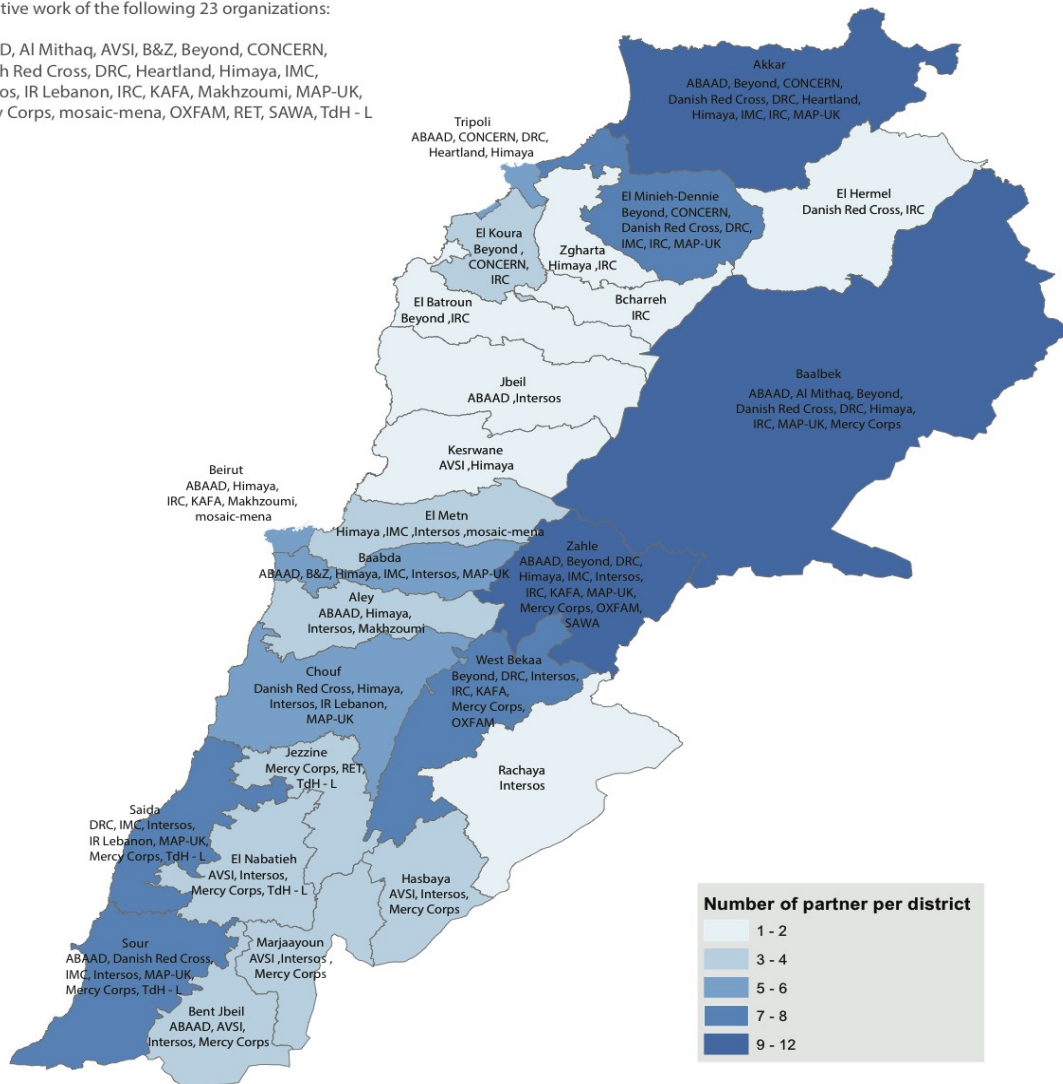 tive work of the following 23 organizations:
D, Al Mithaq, AVSI, B&Z, Beyond, CONCERN,
sh Red Cross, DRC, Heartland, Himaya, IMC,
os, IR Lebanon, IRC, KAFA, Makhzoumi, MAP-UK,
y Corps, mosaic-mena, OXFAM, RET, SAWA, TdH - L
Akkar
ABAAD, Beyond, CONCERN,
Danish Red Cross, DRC, Heartland,
Himaya, IMC, IRC, MAP-UK
Tripoli
ABAAD, CONCERN, DRC,
Heartland, Himaya
El Hermel
Danish Red Cross, IRC
El Minieh-Dennie
Beyond, CONCERN,
Danish Red Cross, DRC,
IMC, IRC, MAP-UK
El Koura
Beyond ,
CONCERN,
IRC
Zgharta
Himaya ,IRC
El Batroun
Beyond ,IRC
Bcharreh
IRC
Jbeil
ABAAD ,Intersos
Baalbek
ABAAD, Al Mithaq, Beyond,
Danish Red Cross, DRC, Himaya,
IRC, MAP-UK, Mercy Corps
Kesrwane
AVSI ,Himaya
Beirut
ABAAD, Himaya,
IRC, KAFA, Makhzoumi,
mosaic-mena
El Metn
Himaya ,IMC ,Intersos ,mosaic-mena
Baabda
ABAAD, B&Z, Himaya, IMC, Intersos, MAP-UK
Zahle
ABAAD, Beyond, DRC,
Himaya, IMC, Intersos,
IRC, KAFA, MAP-UK,
Mercy Corps, OXFAM,
SAWA
Aley
ABAAD, Himaya,
Intersos, Makhzoumi
Chouf
Danish Red Cross, Himaya,
Intersos, IR Lebanon,
MAP-UK
West Bekaa
Beyond, DRC, Intersos,
IRC, KAFA,
Mercy Corps,
OXFAM
Jezzine
Mercy Corps, RET,
TdH - L
Rachaya
Intersos
Saida
DRC, IMC, Intersos,
IR Lebanon, MAP-UK,
Mercy Corps, TdH - L
El Nabatieh
AVSI, Intersos,
Mercy Corps, TdH - L
Hasbaya
AVSI, Intersos,
Mercy Corps
Sour
ABAAD, Danish Red Cross,
IMC, Intersos, MAP-UK,
Mercy Corps, TdH - L
Marjaayoun
AVSI ,Intersos ,
Mercy Corps
Bent Jbeil
ABAAD, AVSI,
Intersos, Mercy Corps
Number of partner per district
1 - 2
3 - 4
5 - 6
7 - 8
9 - 12